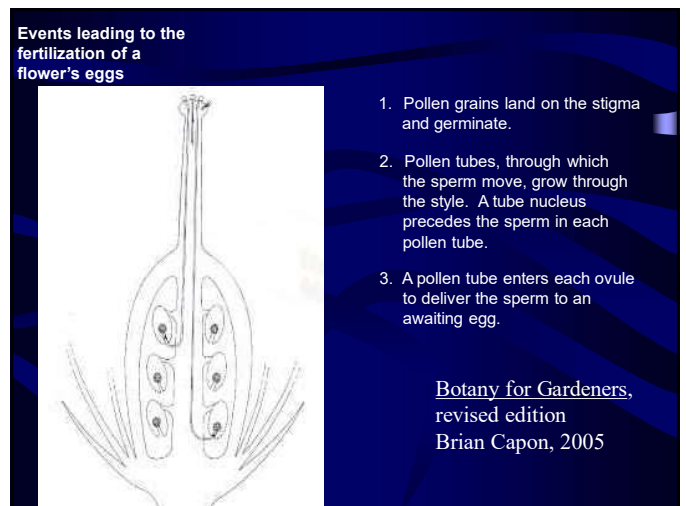 Events leading to the
fertilization of a
flower's eggs
1. Pollen grains land on the stigma
and germinate.
2. Pollen tubes, through which
the sperm move, grow through
the style. A tube nucleus
precedes the sperm in each
pollen tube.
3. A pollen tube enters each ovule
to deliver the sperm to an
awaiting egg.
Botany for Gardeners,
revised edition
Brian Capon, 2005